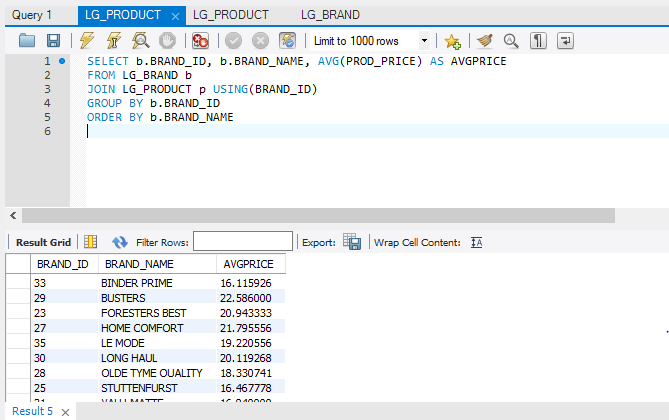 Query 1 LG_PRODUCT LG_PRODUCT LG_BRAND
Limit to 1000 rows
1 SELECT b.BRAND_ID, b.BRAND_NAME, AVG(PROD_PRICE) AS AVGPRICE
2 FROM LG_BRAND b
3 JOIN LG_PRODUCT p USING(BRAND_ID)
4 GROUP BY b.BRAND_ID
5 ORDER BY b.BRAND_NAME
6
Result Grid Filter Rows: Export: Wrap Cell Content:
BRAND_ID BRAND_NAME AVGPRICE
33 BINDER PRIME 16.115926
29 BUSTERS 22.586000
23 FORESTERS BEST 20.943333
27 HOME COMFORT 21.795556
35 LE MODE 19.220556
30 LONG HAUL 20.119268
28 OLDE TYME QUALITY 18.330741
25 STUTTENFURST 16.467778
Result 5